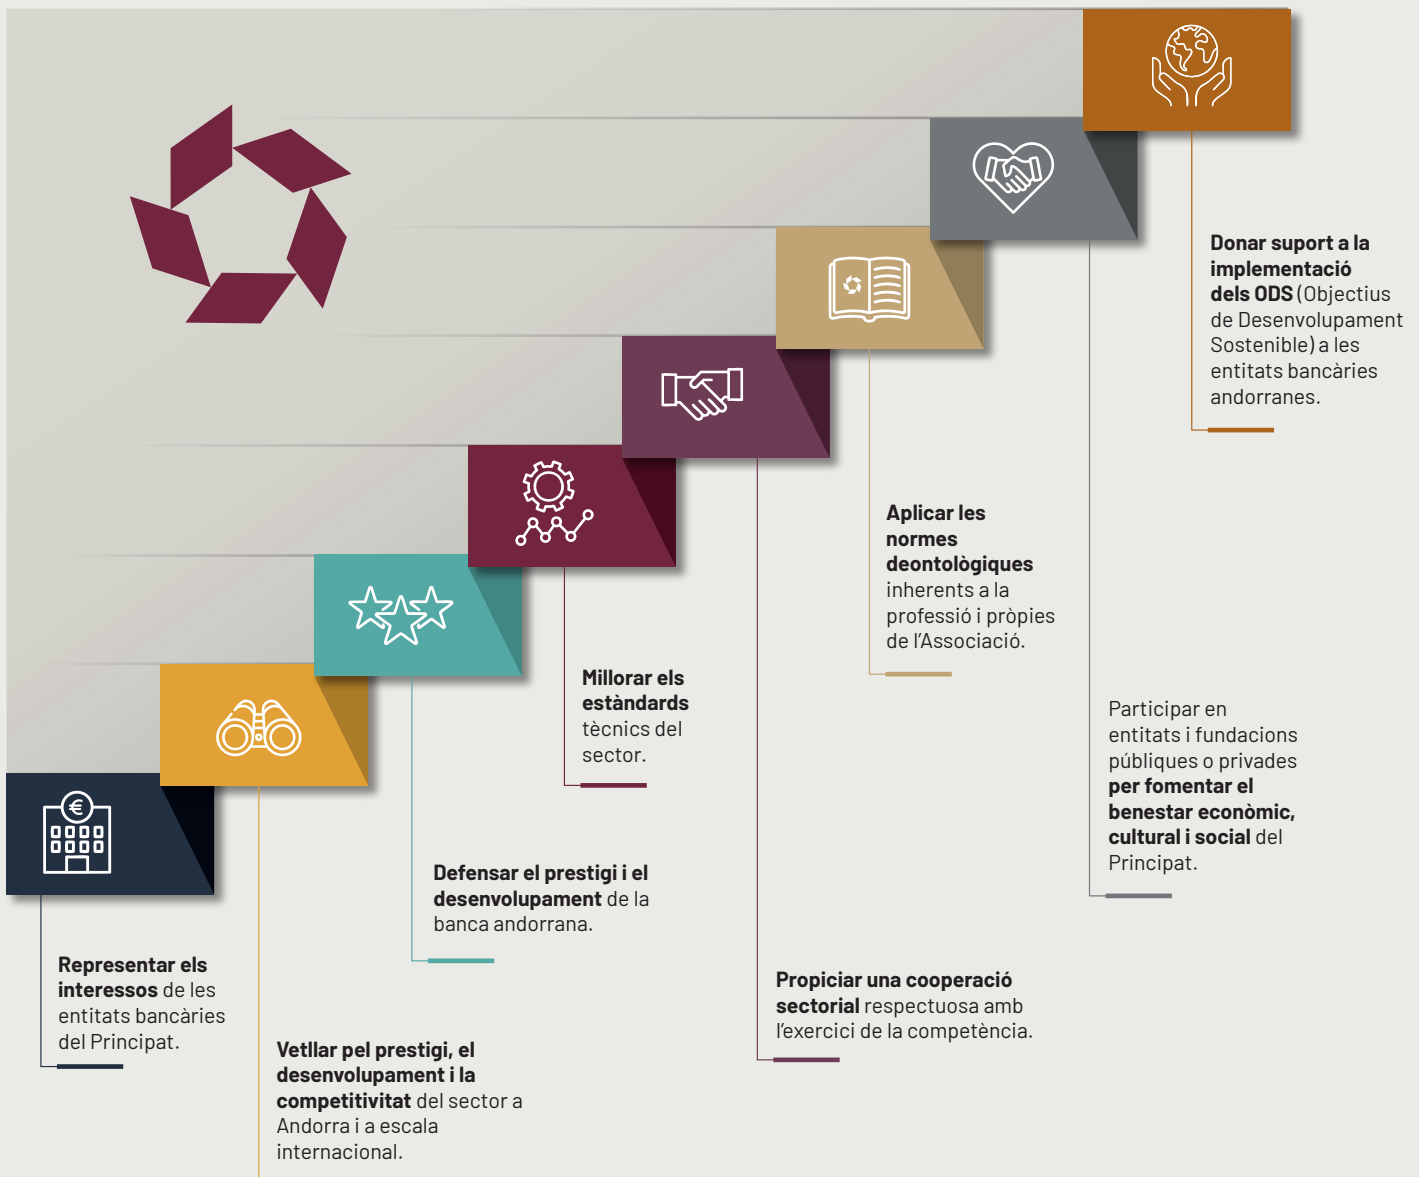 Representar els
interessos de les
entitats bancàries
del Principat.
Vetllar pel prestigi, el
desenvolupament i la
competitivitat del sector a
Andorra i a escala
internacional.
Defensar el prestigi i el
desenvolupament de la
banca andorrana.
Millorar els
estàndards
tècnics del
sector.
Propiciar una cooperació
sectorial respectuosa amb
l'exercici de la competència.
Aplicar les
normes
deontològiques
inherents a la
professió i pròpies
de l'Associació.
Participar en
entitats i fundacions
públiques o privades
per fomentar el
benestar econòmic,
cultural i social del
Principat.
Donar suport a la
implementació
dels ODS (Objectius
de Desenvolupament
Sostenible) a les
entitats bancàries
andorranes.
€